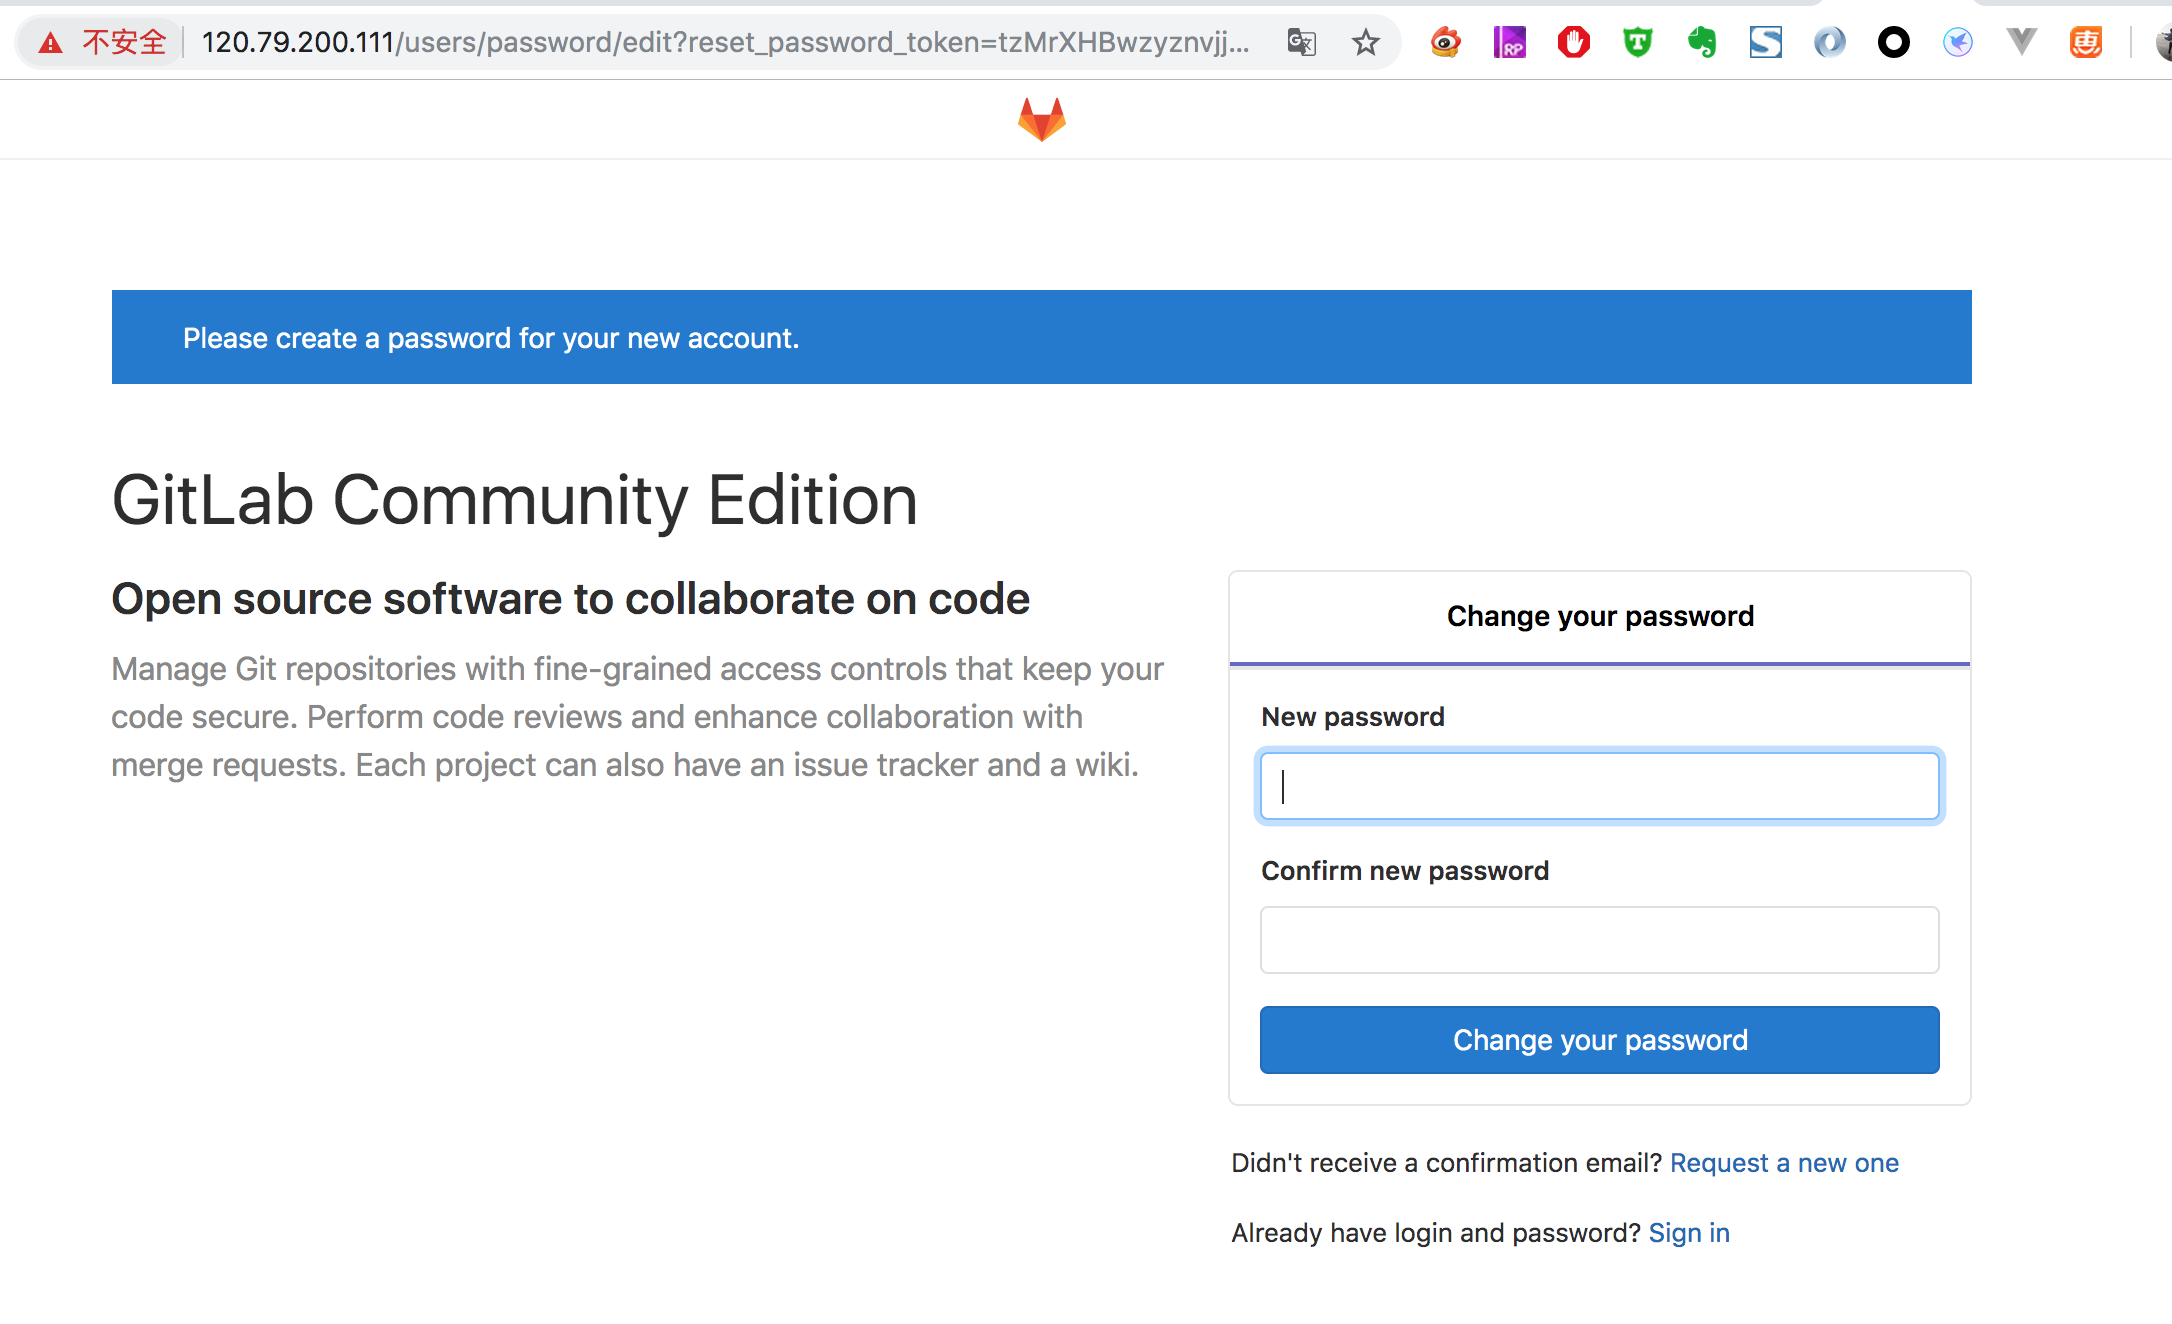 不安全 120.79.200.111/users/password/edit?reset_password_token=tzMrXHBwzyznvjj...
RP
T
S
惠
Please create a password for your new account.
GitLab Community Edition
Open source software to collaborate on code
Manage Git repositories with fine-grained access controls that keep your
code secure. Perform code reviews and enhance collaboration with
merge requests. Each project can also have an issue tracker and a wiki.
Change your password
New password
Confirm new password
Change your password
Didn't receive a confirmation email? Request a new one
Already have login and password? Sign in